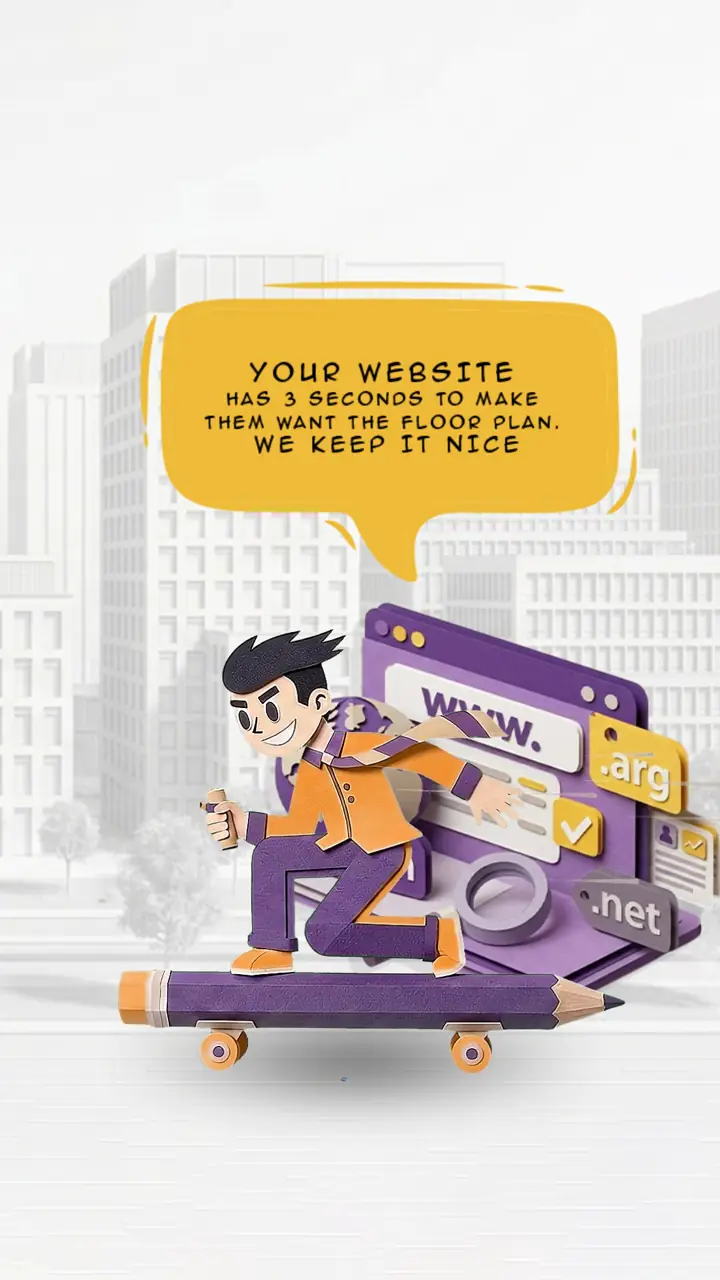 YOUR WEBSITE
HAS 3 SECONDS TO MAKE
THEM WANT THE FLOOR PLAN.
WE KEEP IT NICE
www.
.arg
.net